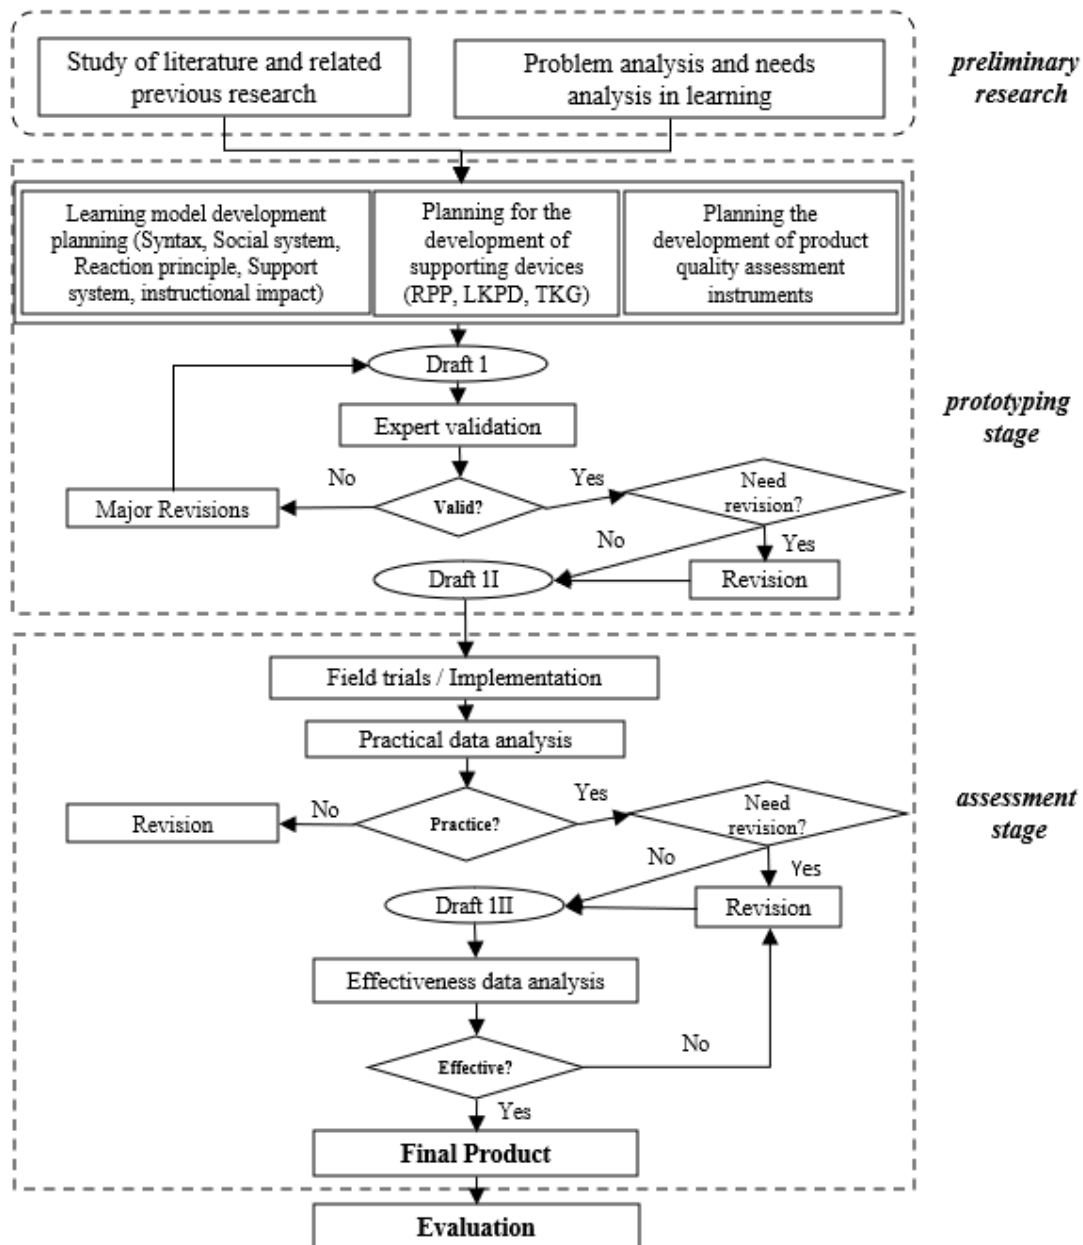 Study of literature and related
previous research
Problem analysis and needs
analysis in learning
preliminary
research
Learning model development
planning (Syntax, Social system,
Reaction principle, Support
system, instructional impact)
Planning for the
development of
supporting devices
(RPP, LKPD, TKG)
Planning the
development of product
quality assessment
instruments
Draft 1
Expert validation
prototyping
stage
No
Yes
Need
revision?
Major Revisions
Valid?
No
Yes
Draft 1I
Revision
Field trials / Implementation
Practical data analysis
No
Yes
Need
revision?
assessment
stage
Revision
Practice?
No
Yes
Draft 1II
Revision
Effectiveness data analysis
No
Effective?
Yes
Final Product
Evaluation